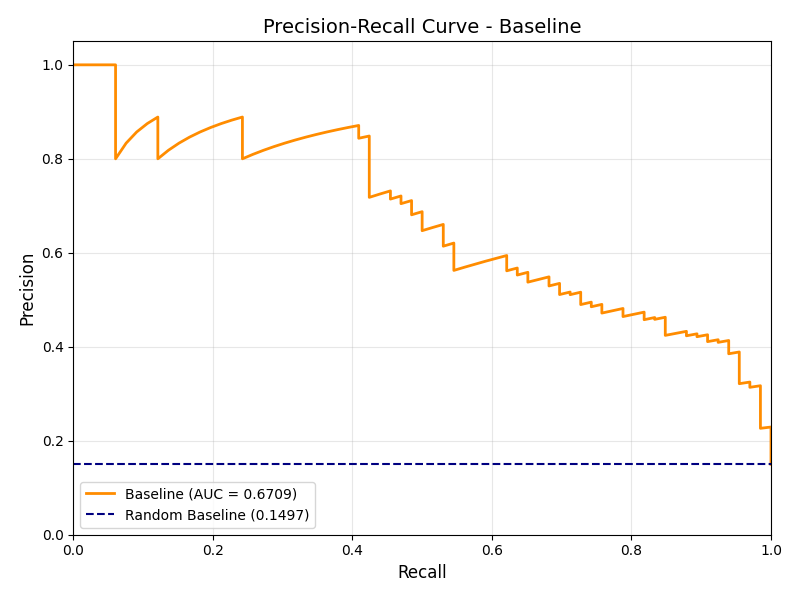 Precision-Recall Curve - Baseline
Precision
1.0
0.8
0.6
0.4
0.2
0.0
Baseline (AUC = 0.6709)
Random Baseline (0.1497)
0.0 0.2 0.4 0.6 0.8 1.0
Recall